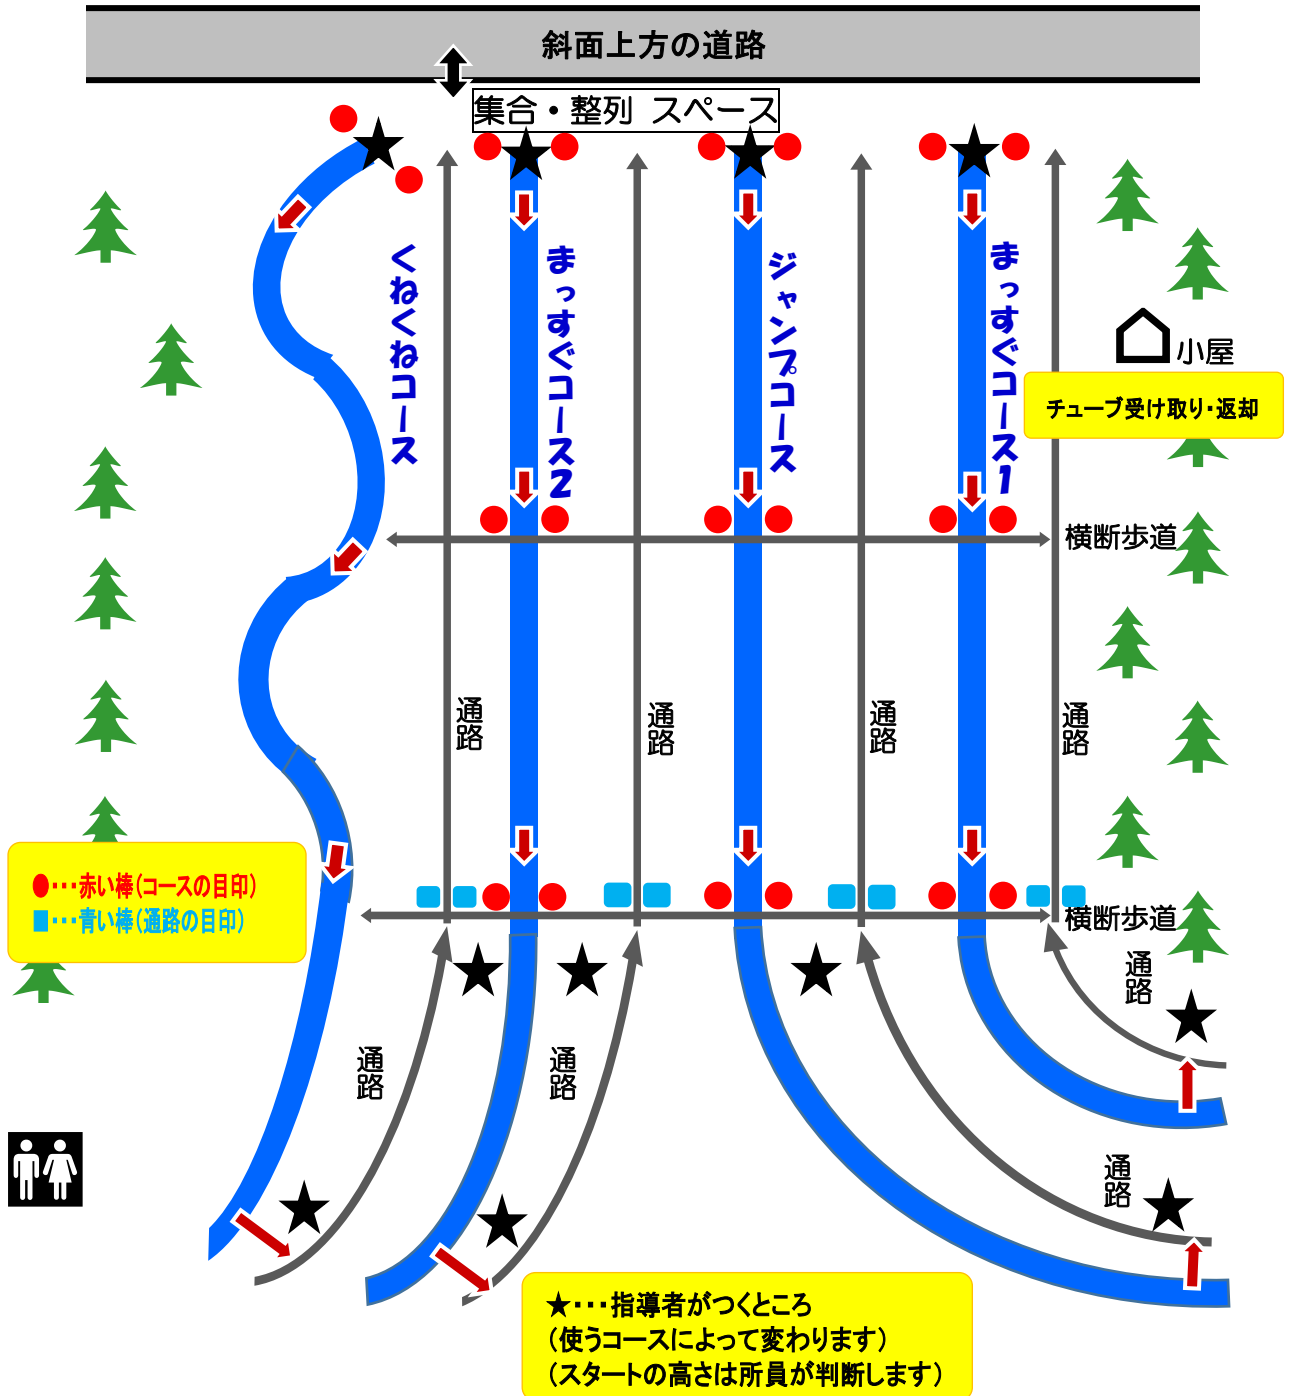 斜面上方の道路
集合・整列 スペース
くねくねコース
まっすぐコース2
ジャンプコース
まっすぐコース1
小屋
チューブ受け取り・返却
横断歩道
通路
通路
通路
通路
●･･･赤い棒(コースの目印)
■･･･青い棒(通路の目印)
横断歩道
通路
通路
通路
通路
★･･･指導者がつくところ
(使うコースによって変わります)
(スタートの高さは所員が判断します)